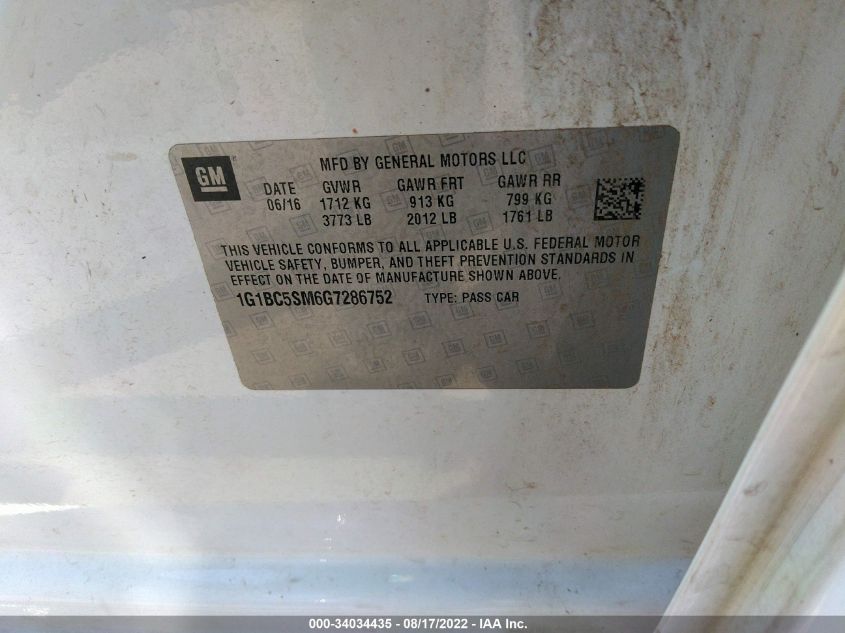 GM
MFD BY GENERAL MOTORS LLC
DATE GVWR GAWR FRT GAWR RR
06/16 1712 KG 913 KG 799 KG
3773 LB 2012 LB 1761 LB
THIS VEHICLE CONFORMS TO ALL APPLICABLE U.S. FEDERAL MOTOR
VEHICLE SAFETY, BUMPER, AND THEFT PREVENTION STANDARDS IN
EFFECT ON THE DATE OF MANUFACTURE SHOWN ABOVE.
1G1BC5SM6G7286752 TYPE: PASS CAR
000-34034435 - 08/17/2022 - IAA Inc.